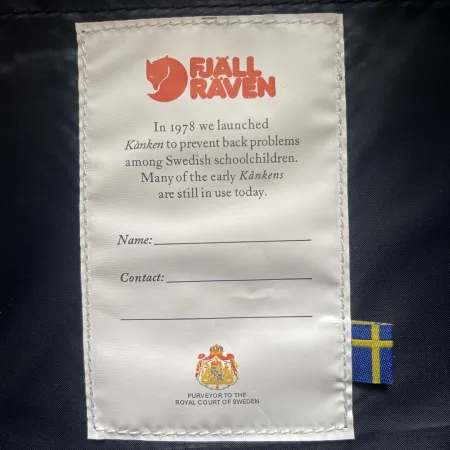 FJÄLL
RÄVEN
In 1978 we launched
Kånken to prevent back problems
among Swedish schoolchildren.
Many of the early Kånkens
are still in use today.
Name:
Contact:
PURVEYOR TO THE
ROYAL COURT OF SWEDEN